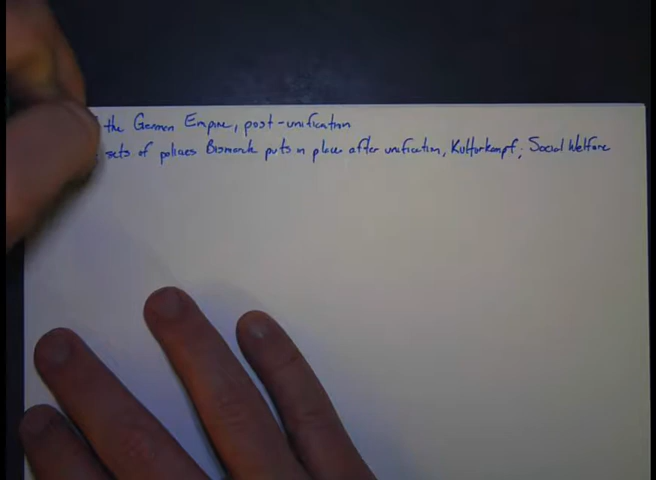 the German Empire, post-unification
sets of policies Bismarck puts in place after unification, Kulturkampf; Social Welfare